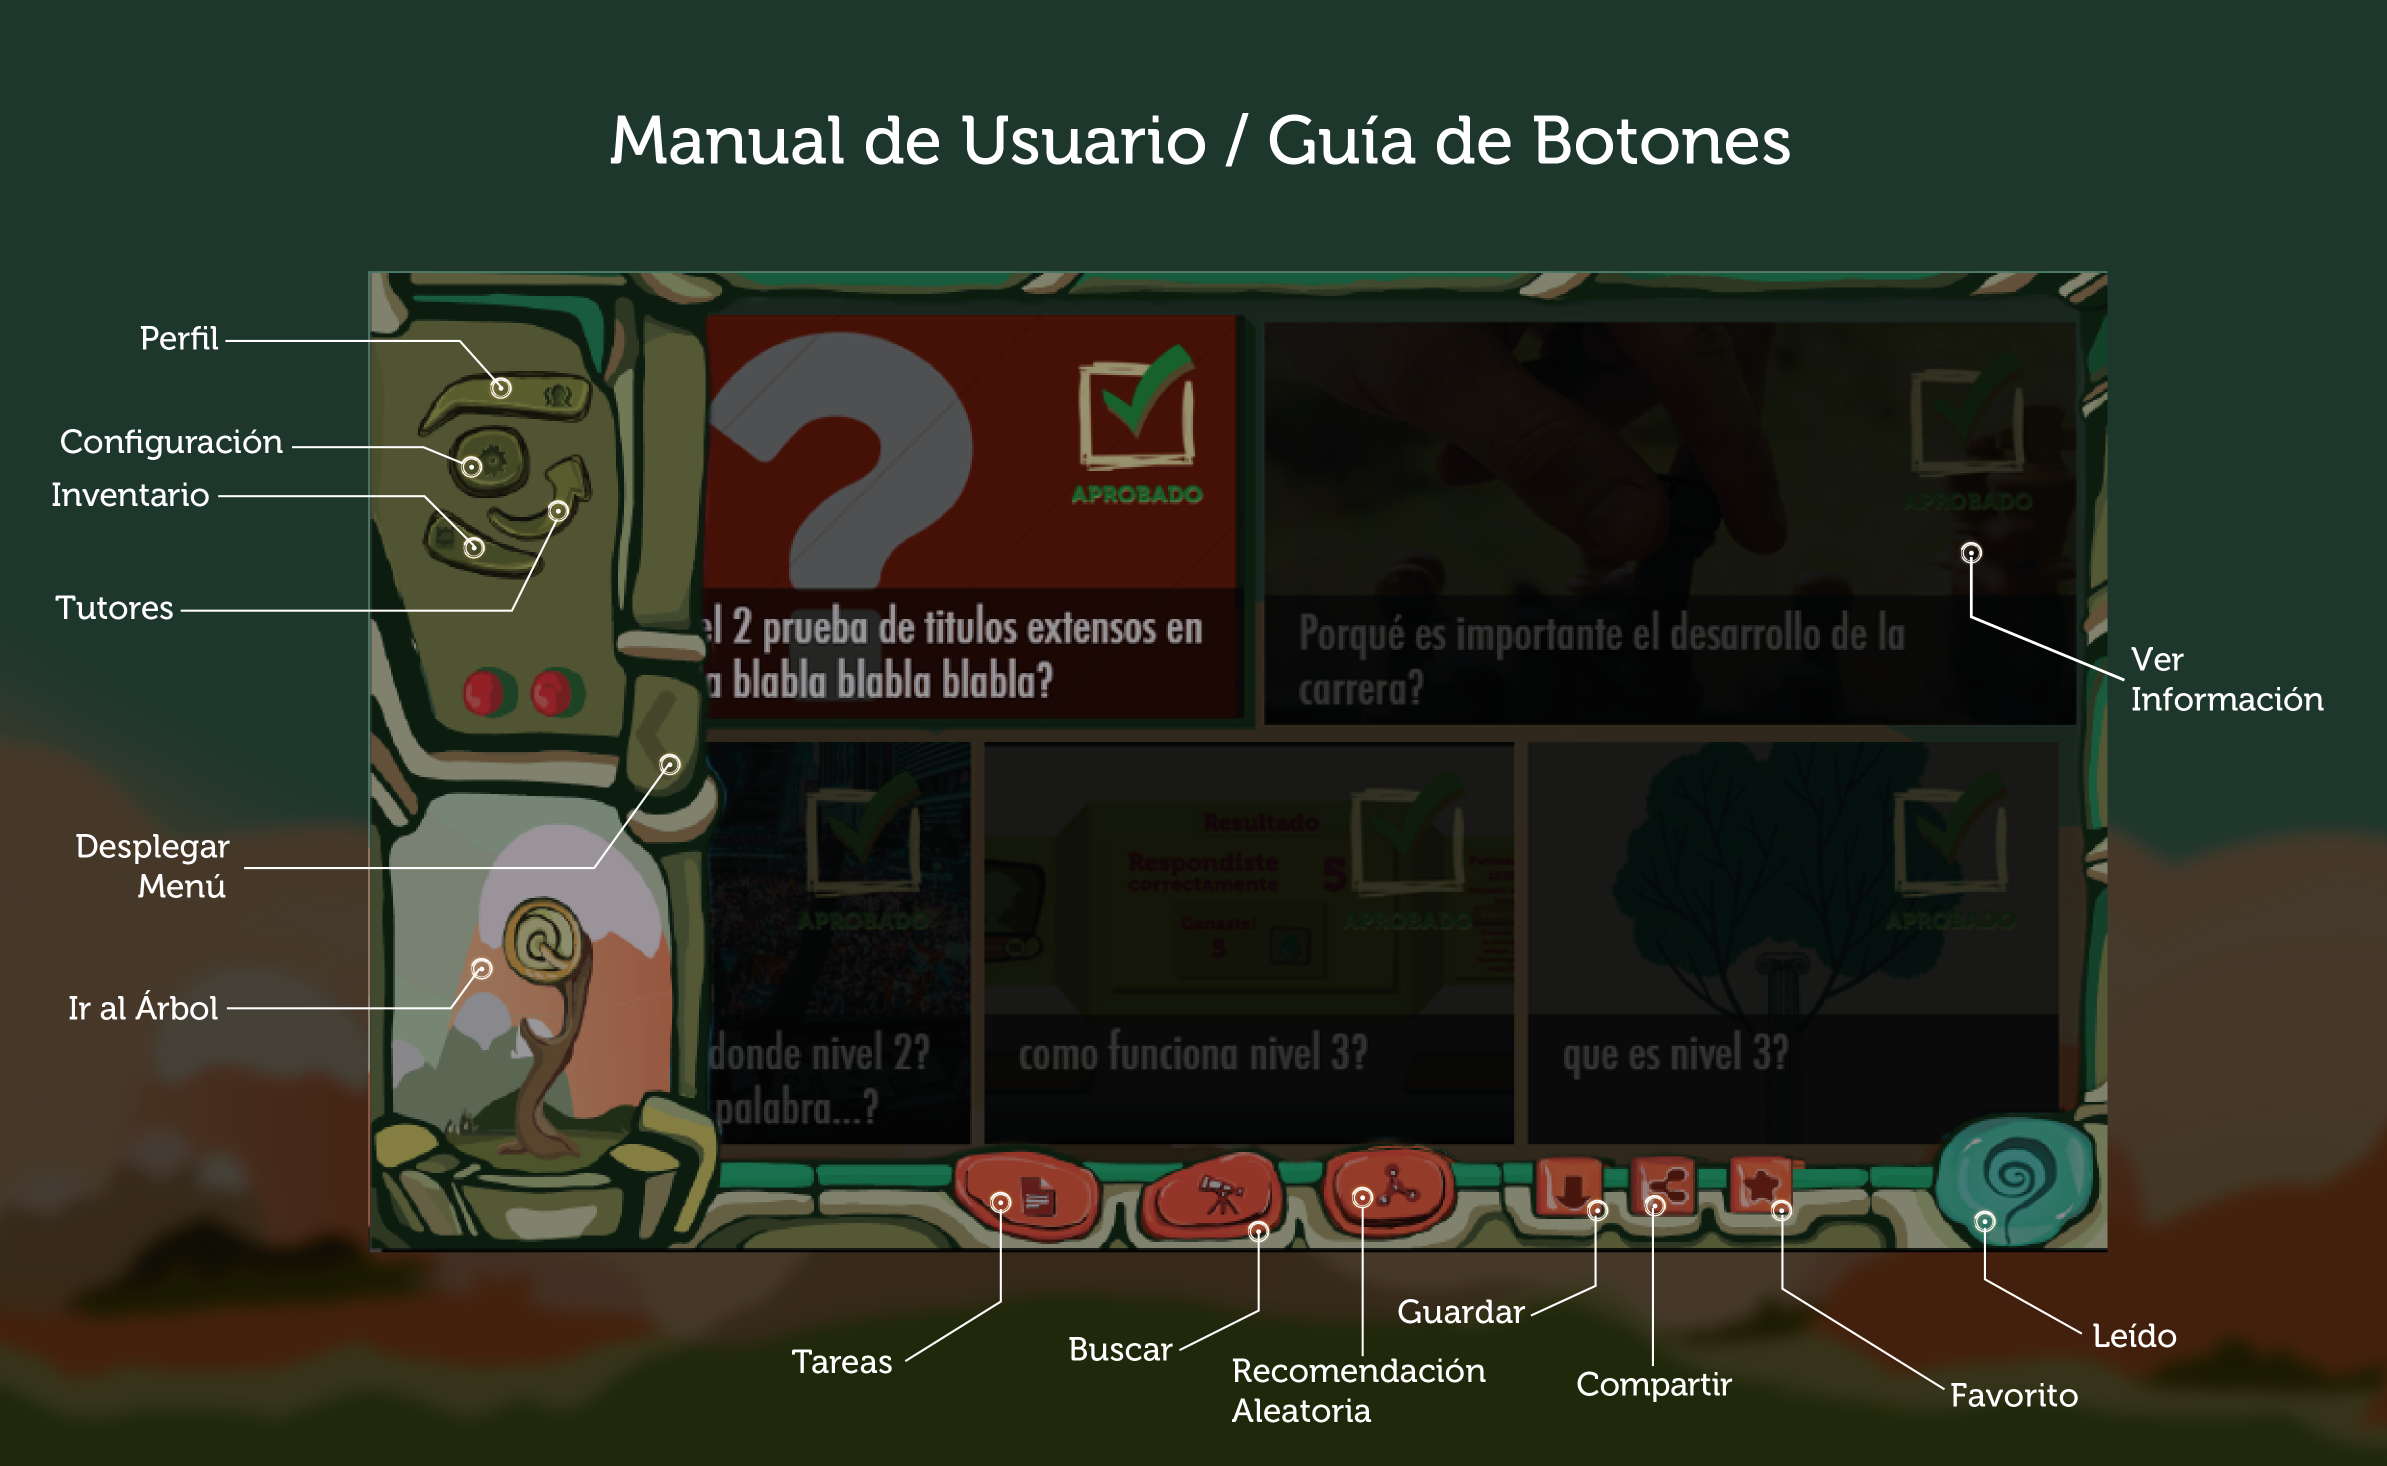 Manual de Usuario / Guía de Botones
Perfil
Configuración
Inventario
Tutores
Desplegar
Menú
Ir al Árbol
APROBADO
el 2 prueba de titulos extensos en
a blabla blabla blabla?
APROBADO
Porqué es importante el desarrollo de la
carrera?
Ver
Información
APROBADO
donde nivel 2?
palabra...?
Resultado
Respondiste
correctamente 5
Ganaste!
5
APROBADO
como funciona nivel 3?
APROBADO
que es nivel 3?
Tareas
Buscar
Recomendación
Aleatoria
Guardar
Compartir
Favorito
Leído